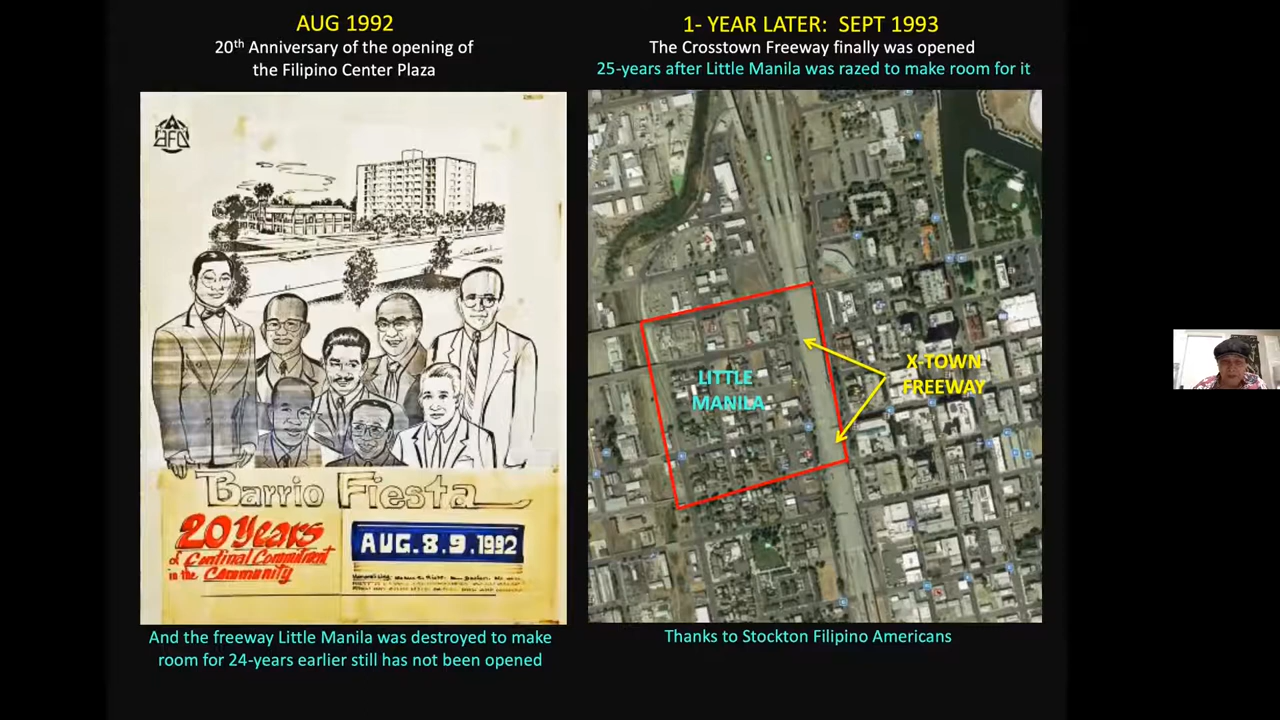 AUG 1992
20th Anniversary of the opening of
the Filipino Center Plaza
AFO
Barrio Fiesta
20 Years
of Continal Commitment
in the Community
AUG. 8.9. 1992
And the freeway Little Manila was destroyed to make
room for 24-years earlier still has not been opened
1- YEAR LATER: SEPT 1993
The Crosstown Freeway finally was opened
25-years after Little Manila was razed to make room for it
LITTLE
MANILA
X-TOWN
FREEWAY
Thanks to Stockton Filipino Americans